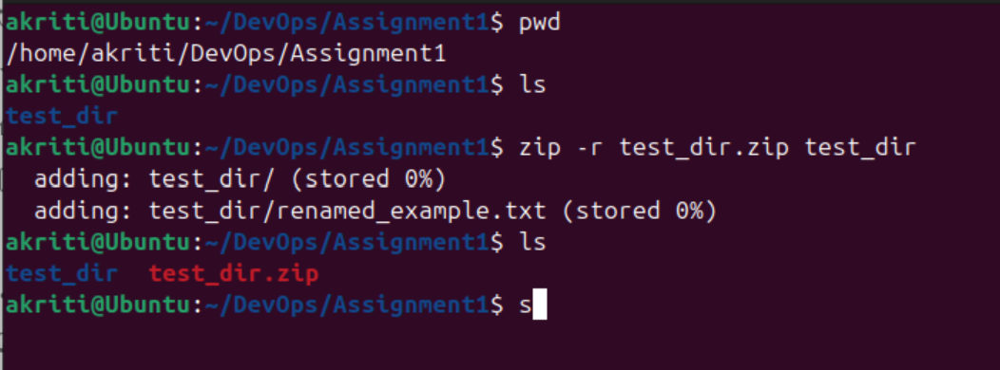 akriti@Ubuntu:~/DevOps/Assignment1$ pwd
/home/akriti/DevOps/Assignment1
akriti@Ubuntu:~/DevOps/Assignment1$ ls
test_dir
akriti@Ubuntu:~/DevOps/Assignment1$ zip -r test_dir.zip test_dir
  adding: test_dir/ (stored 0%)
  adding: test_dir/renamed_example.txt (stored 0%)
akriti@Ubuntu:~/DevOps/Assignment1$ ls
test_dir  test_dir.zip
akriti@Ubuntu:~/DevOps/Assignment1$ s